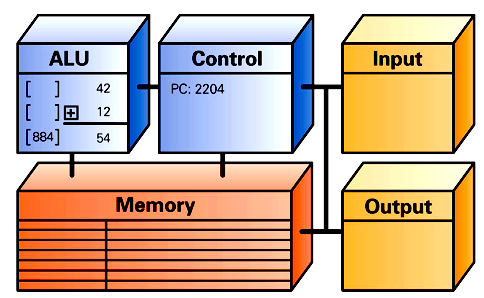 ALU
[ ] 42
[ ] + 12
[884] 54
Control
PC: 2204
Input
Memory
Output